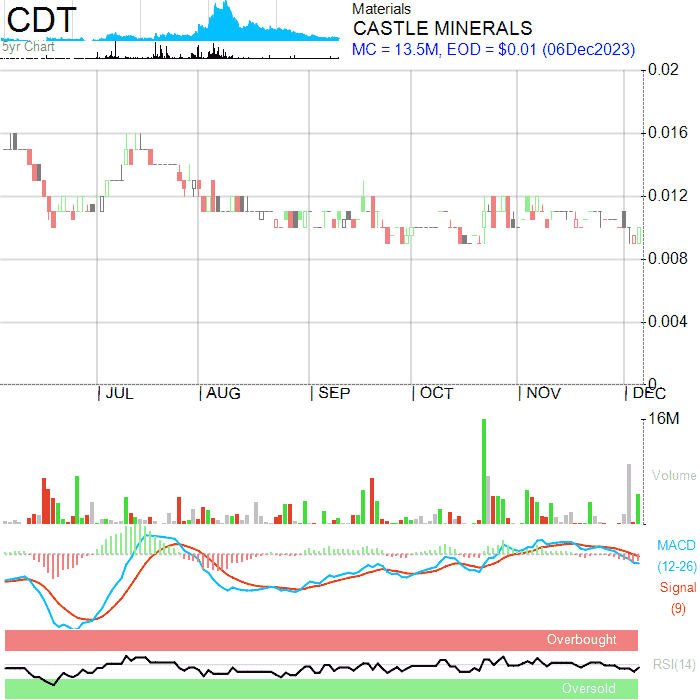 CDT
5yr Chart
Materials
CASTLE MINERALS
MC = 13.5M, EOD = $0.01 (06Dec2023)
0.02
0.016
0.012
0.008
0.004
0
JUL
AUG
SEP
OCT
NOV
DEC
16M
Volume
MACD
(12-26)
Signal
(9)
Overbought
RSI(14)
Oversold